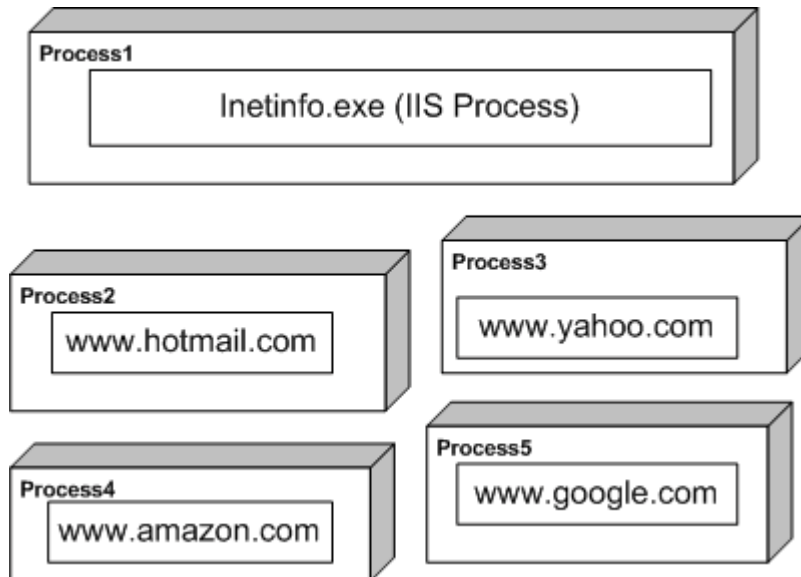 Process1
Inetinfo.exe (IIS Process)
Process2
www.hotmail.com
Process3
www.yahoo.com
Process4
www.amazon.com
Process5
www.google.com